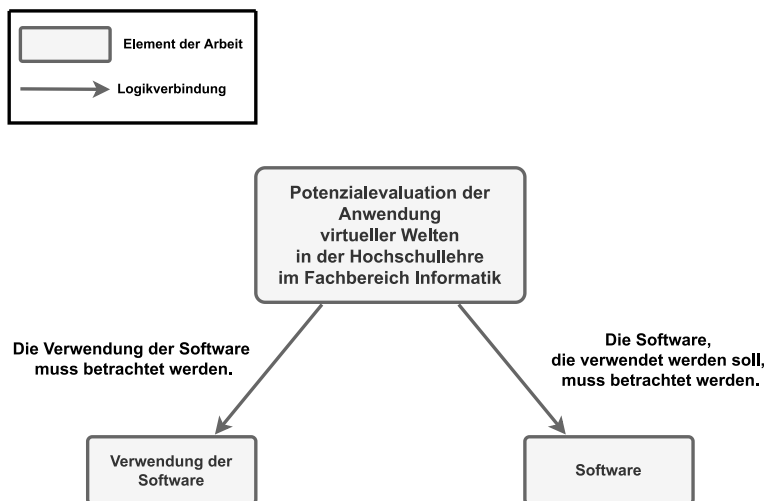 Element der Arbeit
Logikverbindung
Potenzialevaluation der
Anwendung
virtueller Welten
in der Hochschullehre
im Fachbereich Informatik
Die Verwendung der Software
muss betrachtet werden.
Die Software,
die verwendet werden soll,
muss betrachtet werden.
Verwendung der
Software
Software